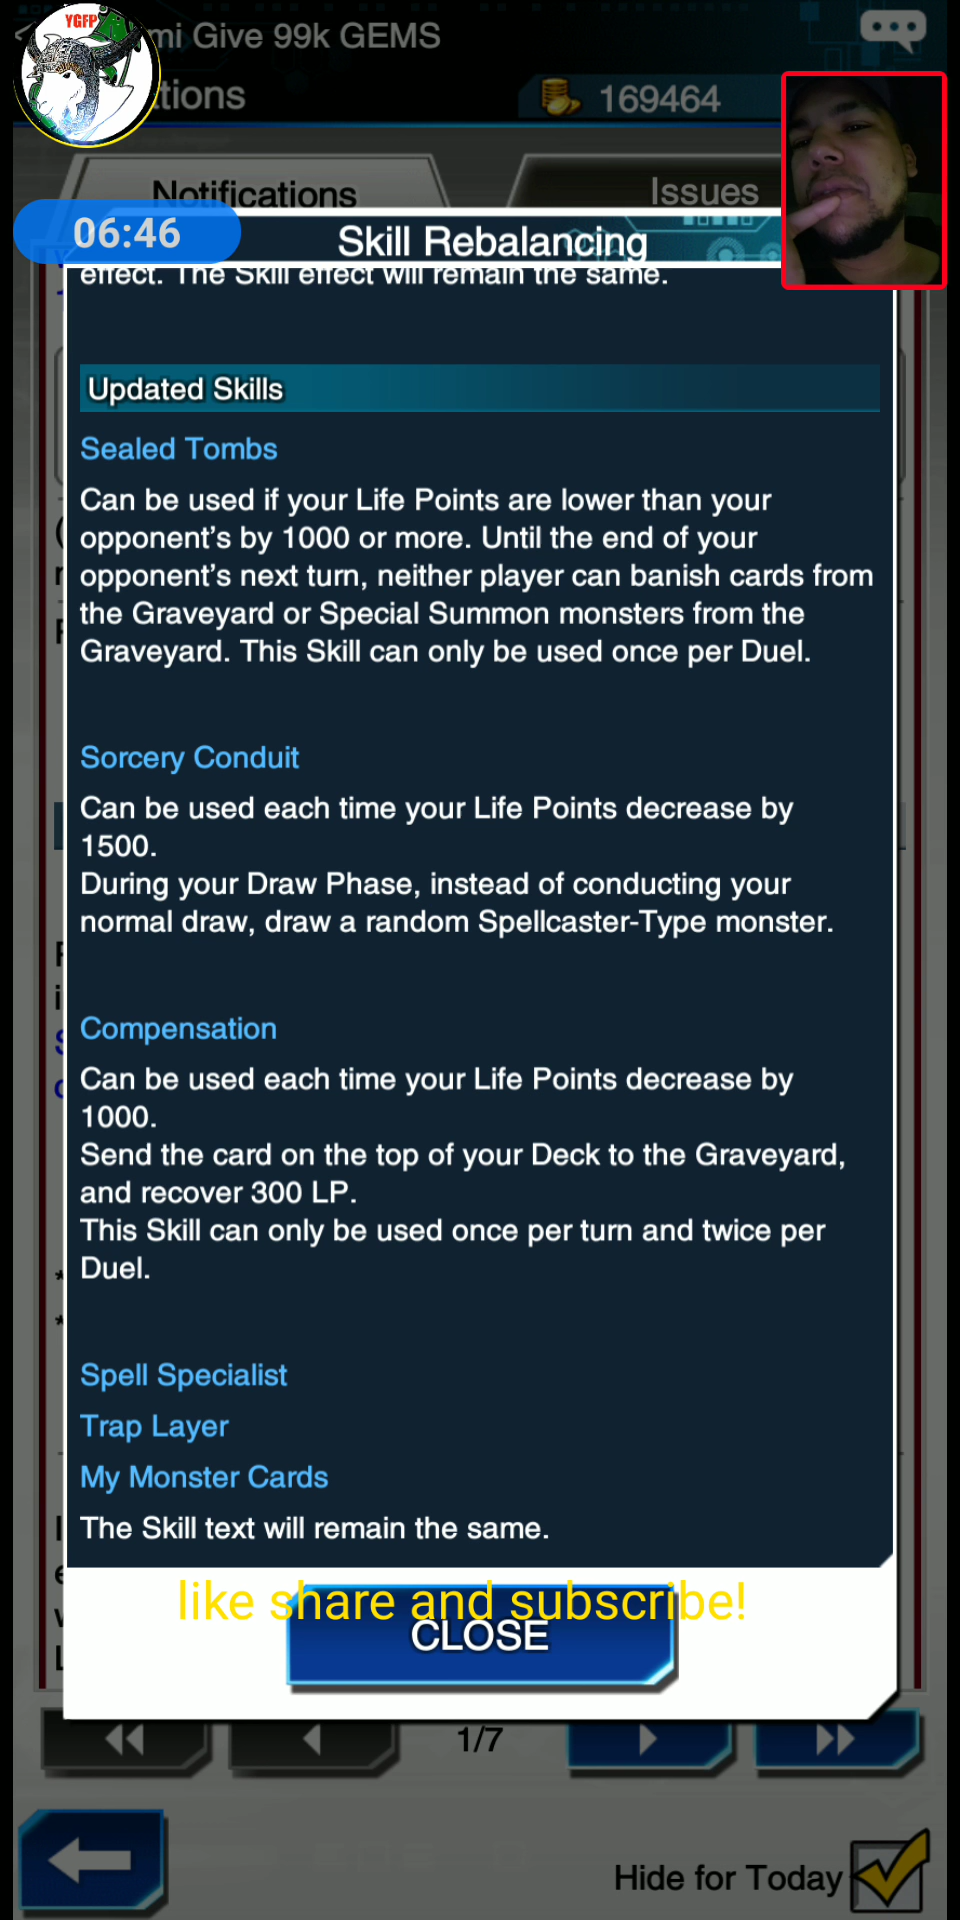 YGFP
mi Give 99k GEMS
tions
169464
Notifications
Issues
06:46
Skill Rebalancing
effect. The Skill effect will remain the same.
Updated Skills
Sealed Tombs
Can be used if your Life Points are lower than your
opponent’s by 1000 or more. Until the end of your
opponent’s next turn, neither player can banish cards from
the Graveyard or Special Summon monsters from the
Graveyard. This Skill can only be used once per Duel.
Sorcery Conduit
Can be used each time your Life Points decrease by
1500.
During your Draw Phase, instead of conducting your
normal draw, draw a random Spellcaster-Type monster.
Compensation
Can be used each time your Life Points decrease by
1000.
Send the card on the top of your Deck to the Graveyard,
and recover 300 LP.
This Skill can only be used once per turn and twice per
Duel.
Spell Specialist
Trap Layer
My Monster Cards
The Skill text will remain the same.
like share and subscribe!
CLOSE
1/7
Hide for Today